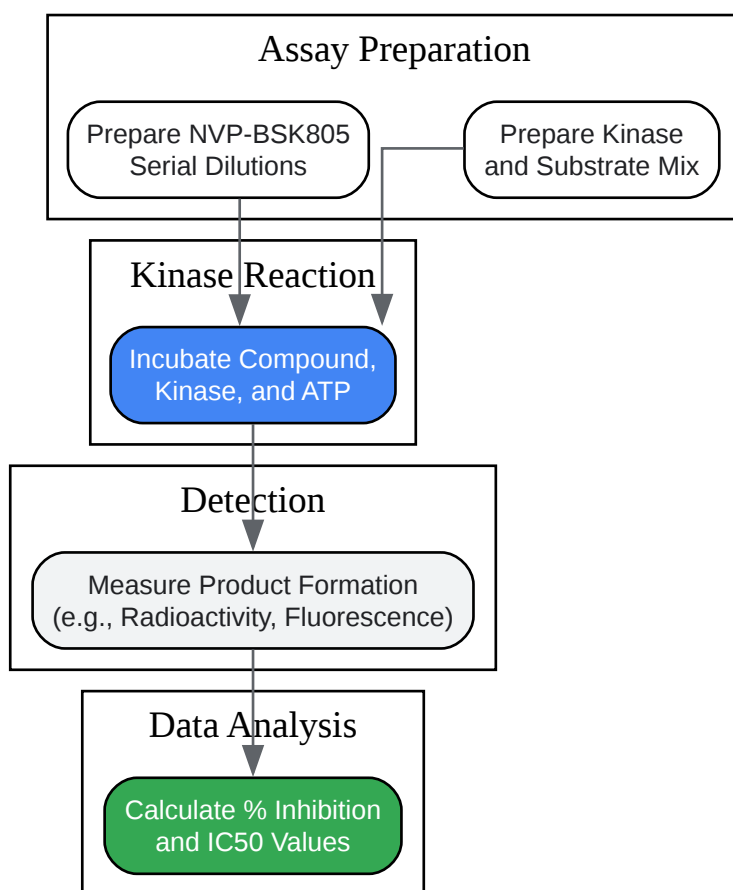 Assay Preparation
Prepare NVP-BSK805
Serial Dilutions
Prepare Kinase
and Substrate Mix
Kinase Reaction
Incubate Compound,
Kinase, and ATP
Detection
Measure Product Formation
(e.g., Radioactivity, Fluorescence)
Data Analysis
Calculate % Inhibition
and IC50 Values